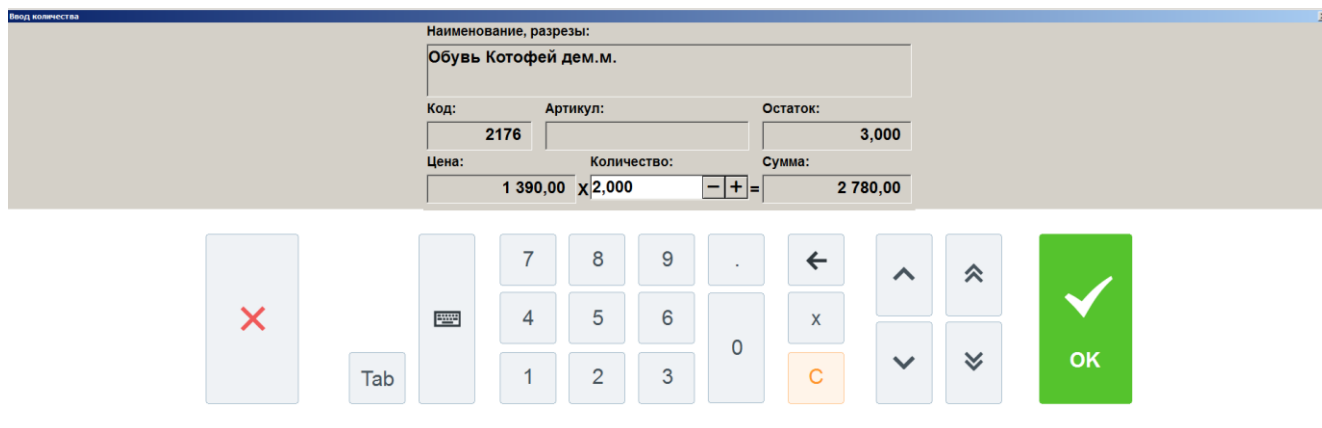 Ввод количества
Наименование, разрезы:
Обувь Котофей дем.м.
Код: Артикул: Остаток:
2176 3,000
Цена: Количество: Сумма:
1 390,00 X 2,000 − + = 2 780,00
7 8 9 .
4 5 6 x
0
Tab 1 2 3 C OK